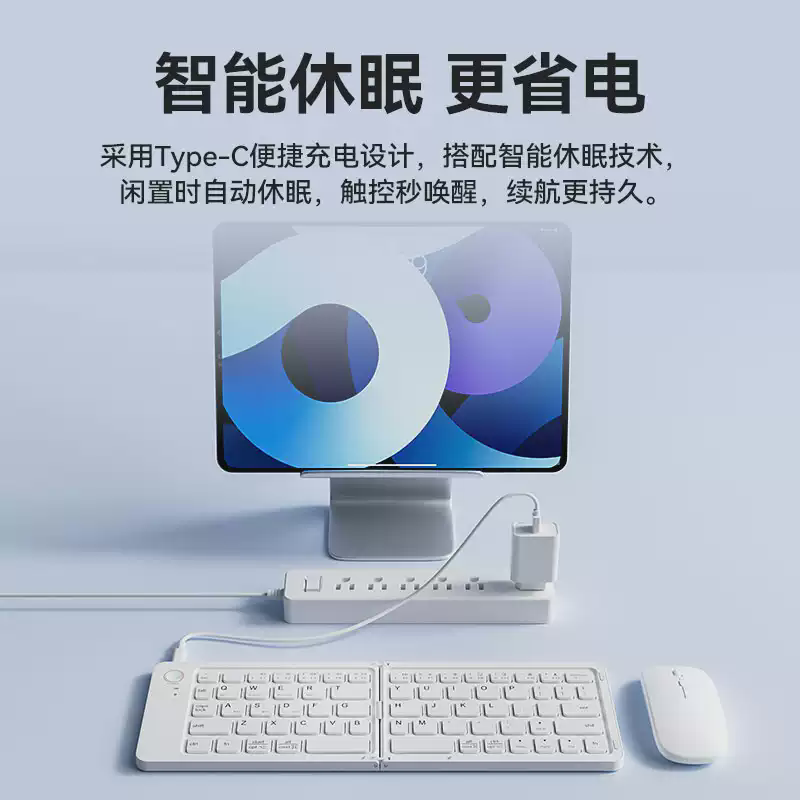 智能休眠 更省电
采用Type-C便捷充电设计，搭配智能休眠技术，
闲置时自动休眠，触控秒唤醒，续航更持久。
Q W E R T Y U I O P
A S D F G H J K L
Z X C V B N M